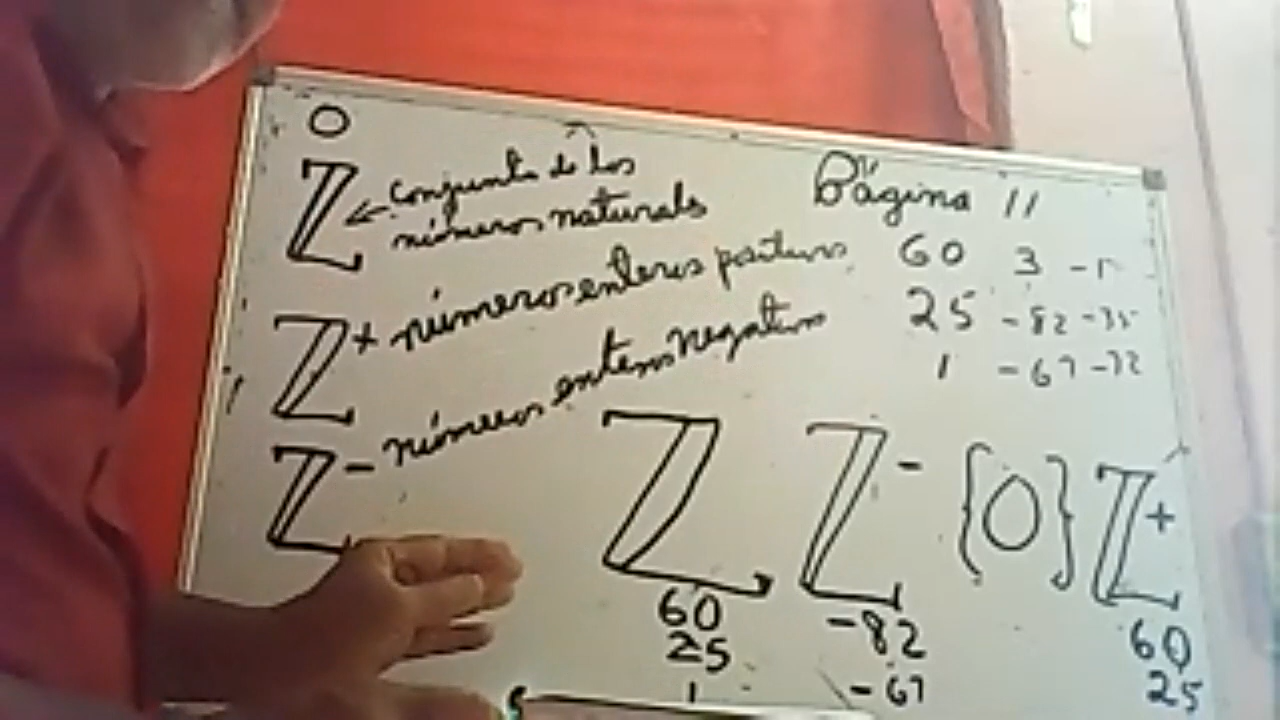 0
Z ← Conjunto de los
números naturals
Página 11
Z+ números enteros positivos
60 3 -1
25 -82 -35
1 -67 -72
Z- números enteros negativos
Z Z- {0} Z+
60 -82 60
25 -67 25
1